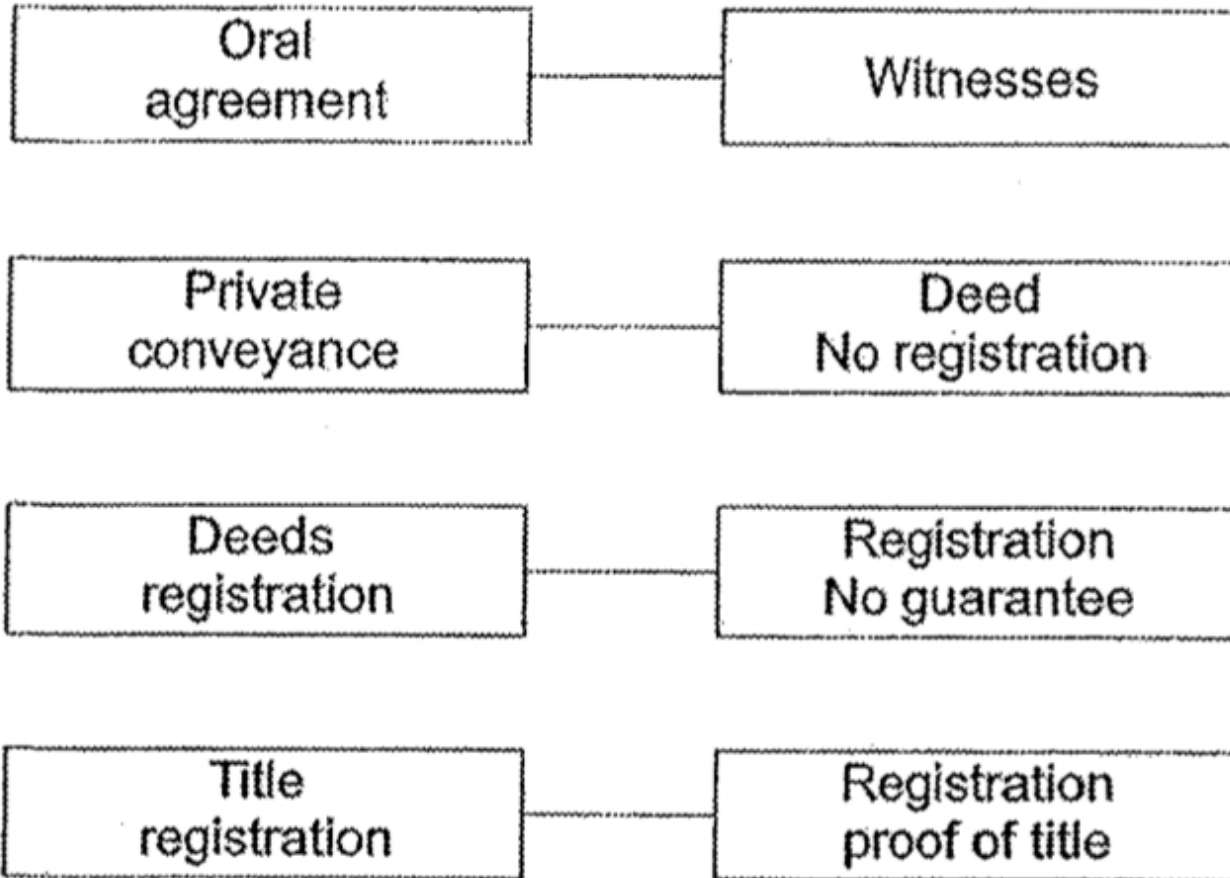 Oral
agreement
Witnesses
Private
conveyance
Deed
No registration
Deeds
registration
Registration
No guarantee
Title
registration
Registration
proof of title